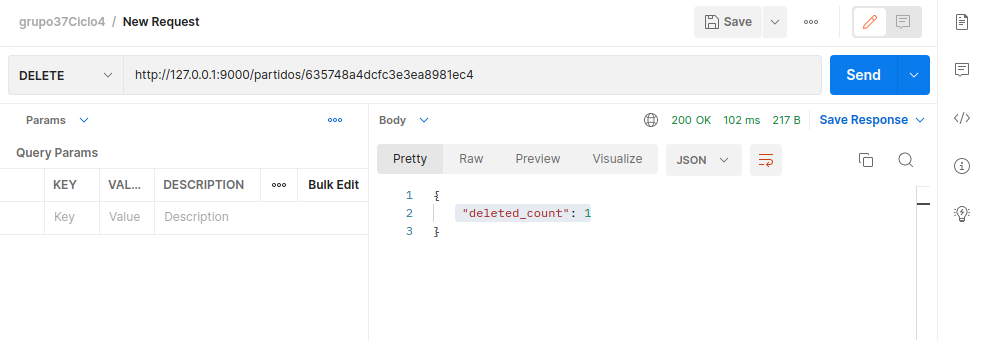 grupo37Ciclo4 / New Request
Save
DELETE
http://127.0.0.1:9000/partidos/635748a4dcfc3e3ea8981ec4
Send
Params
Query Params
KEY VAL... DESCRIPTION Bulk Edit
Key Value Description
Body
200 OK 102 ms 217 B Save Response
Pretty Raw Preview Visualize JSON
1 {
2 "deleted_count": 1
3 }